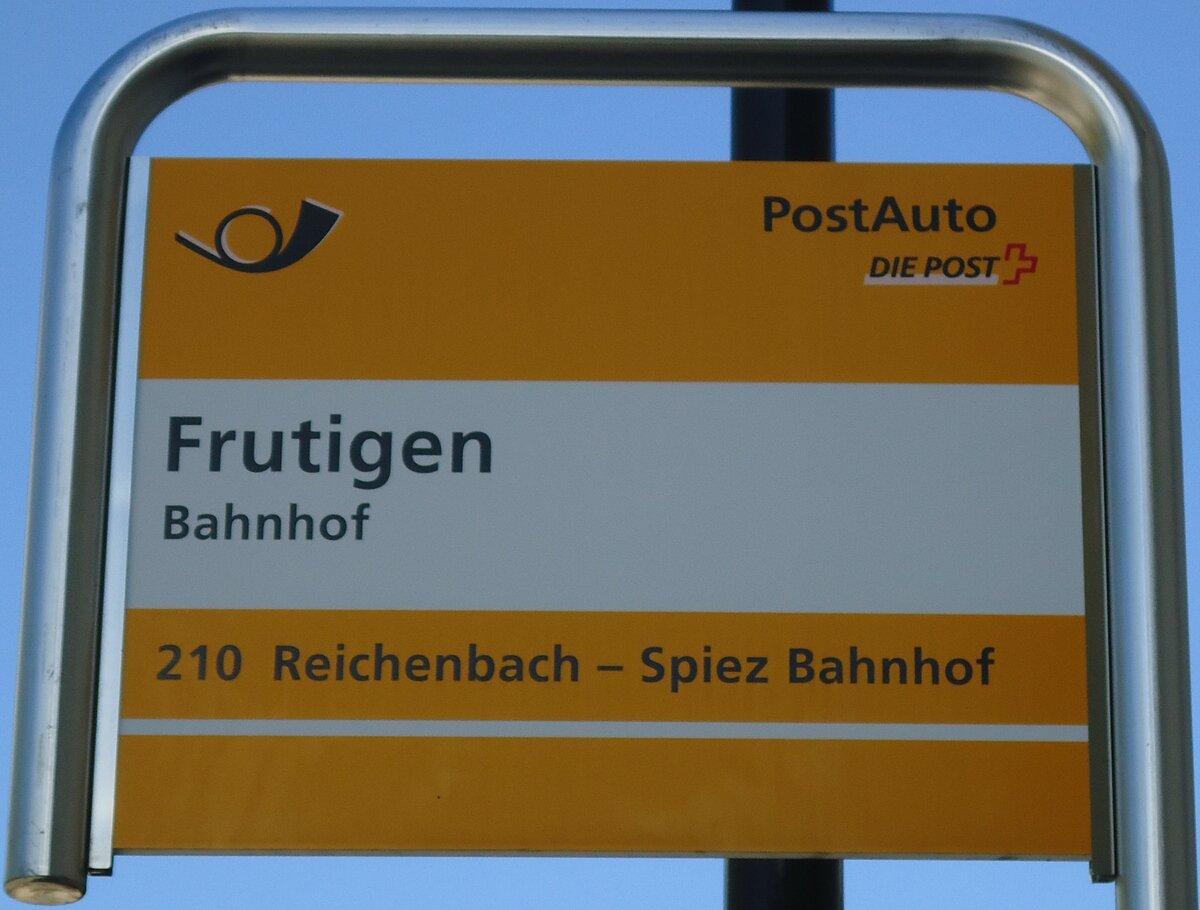 PostAuto
DIE POST
Frutigen
Bahnhof
210 Reichenbach – Spiez Bahnhof